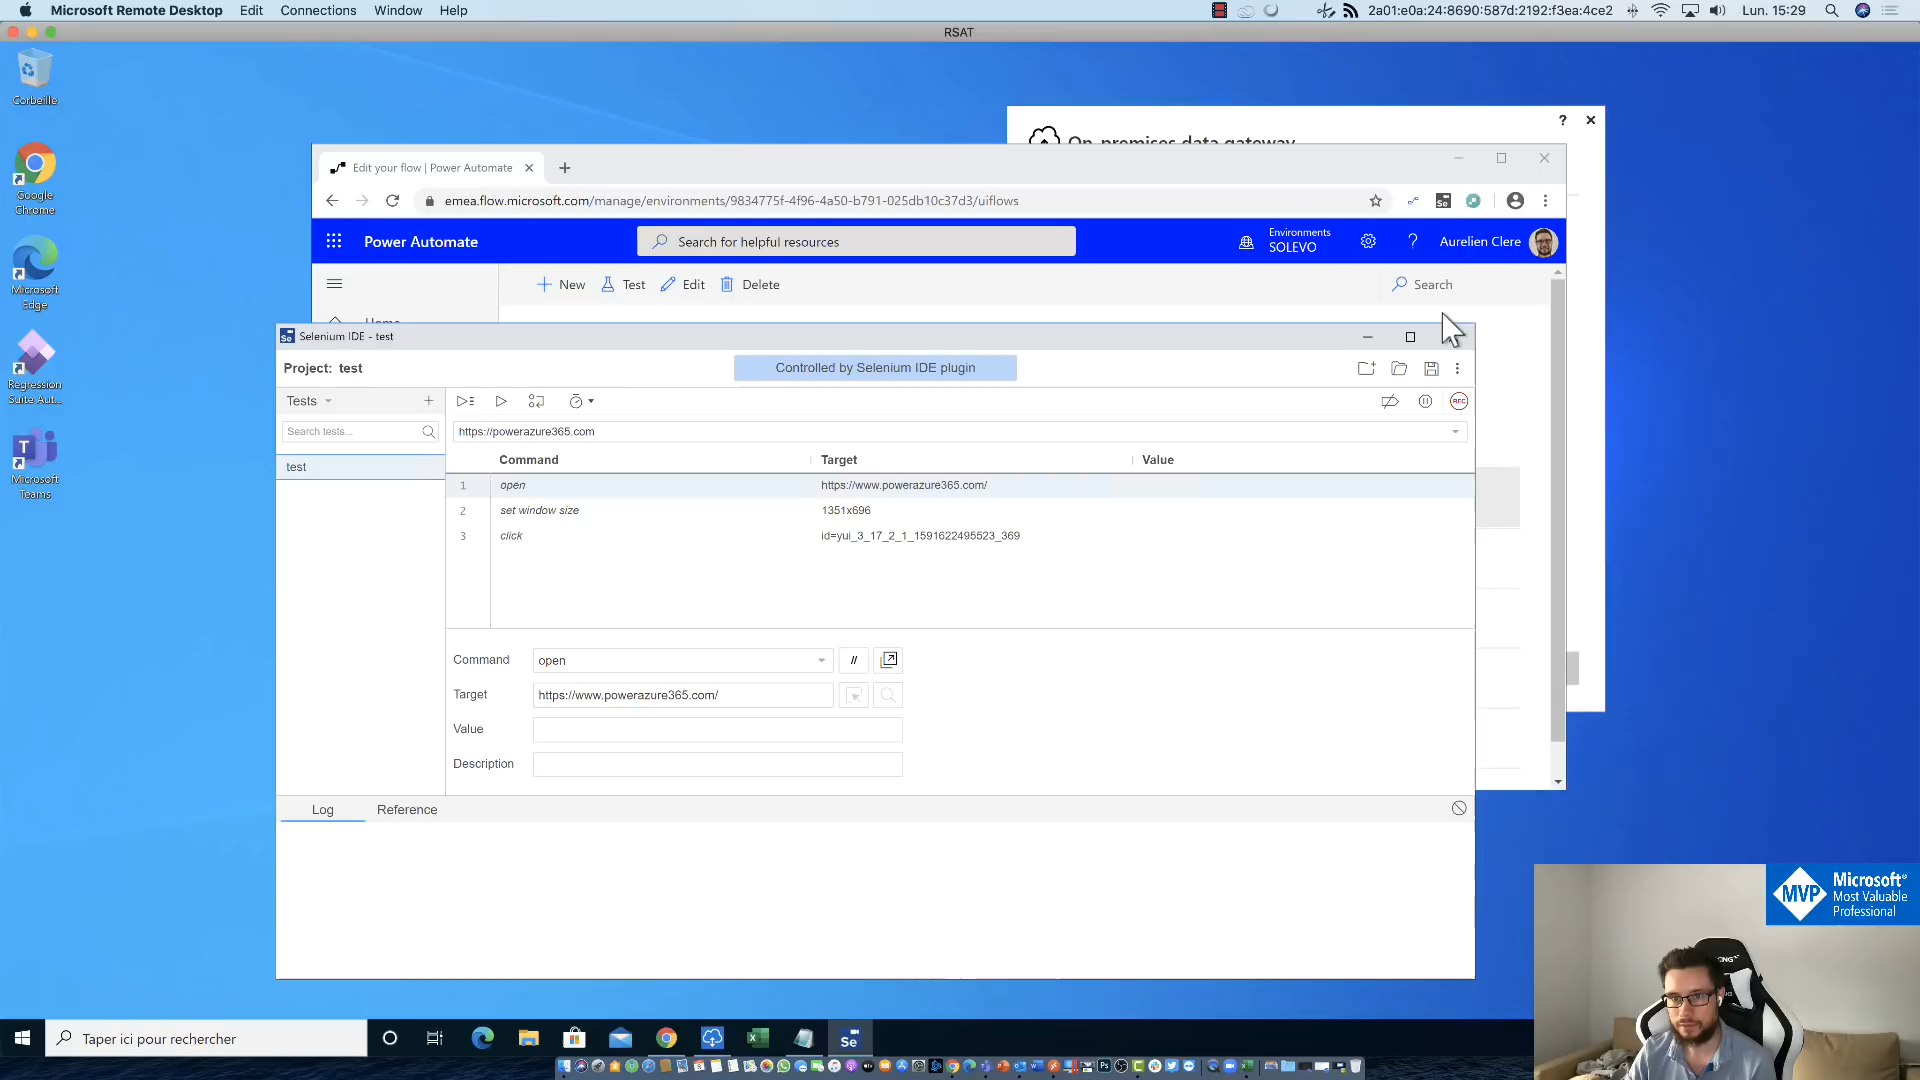 Microsoft Remote Desktop Edit Connections Window Help
2a01:e0a:24:8690:587d:2192:f3ea:4ce2 Lun. 15:29
RSAT
Corbeille
Google
Chrome
Microsoft
Edge
Regression
Suite Aut...
Microsoft
Teams
On-premises data gateway
Edit your flow | Power Automate
emea.flow.microsoft.com/manage/environments/9834775f-4f96-4a50-b791-025db10c37d3/uiflows
Power Automate
Search for helpful resources
Environments
SOLEVO
Aurelien Clere
New Test Edit Delete
Search
Home
Selenium IDE - test
Project: test
Controlled by Selenium IDE plugin
Tests
REC
Search tests...
https://powerazure365.com
test
Command Target Value
1 open https://www.powerazure365.com/
2 set window size 1351x696
3 click id=yui_3_17_2_1_1591622495523_369
Command open //
Target https://www.powerazure365.com/
Value
Description
Log Reference
MVP
Microsoft®
Most Valuable
Professional
Taper ici pour rechercher